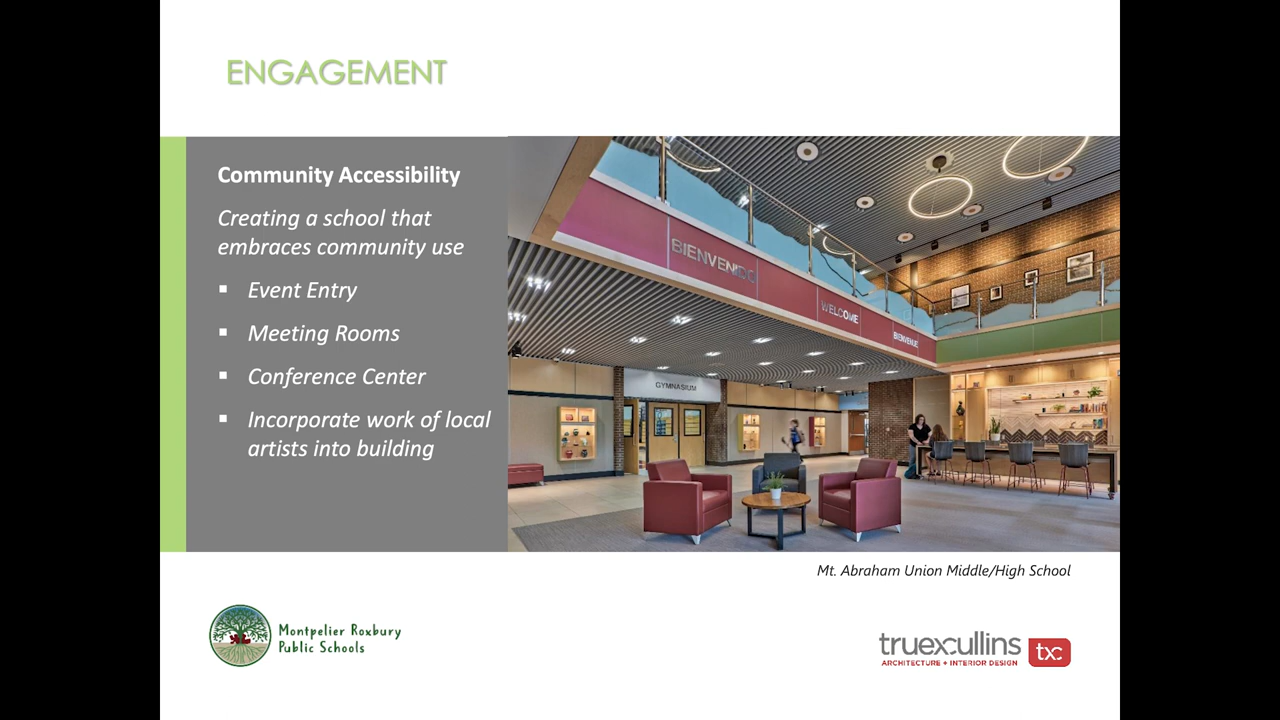 ENGAGEMENT
Community Accessibility
Creating a school that
embraces community use
▪ Event Entry
▪ Meeting Rooms
▪ Conference Center
▪ Incorporate work of local
artists into building
BIENVENIDO
WELCOME
BIENVENUE
GYMNASIUM
Mt. Abraham Union Middle/High School
Montpelier Roxbury
Public Schools
truexcullins
ARCHITECTURE + INTERIOR DESIGN
txc